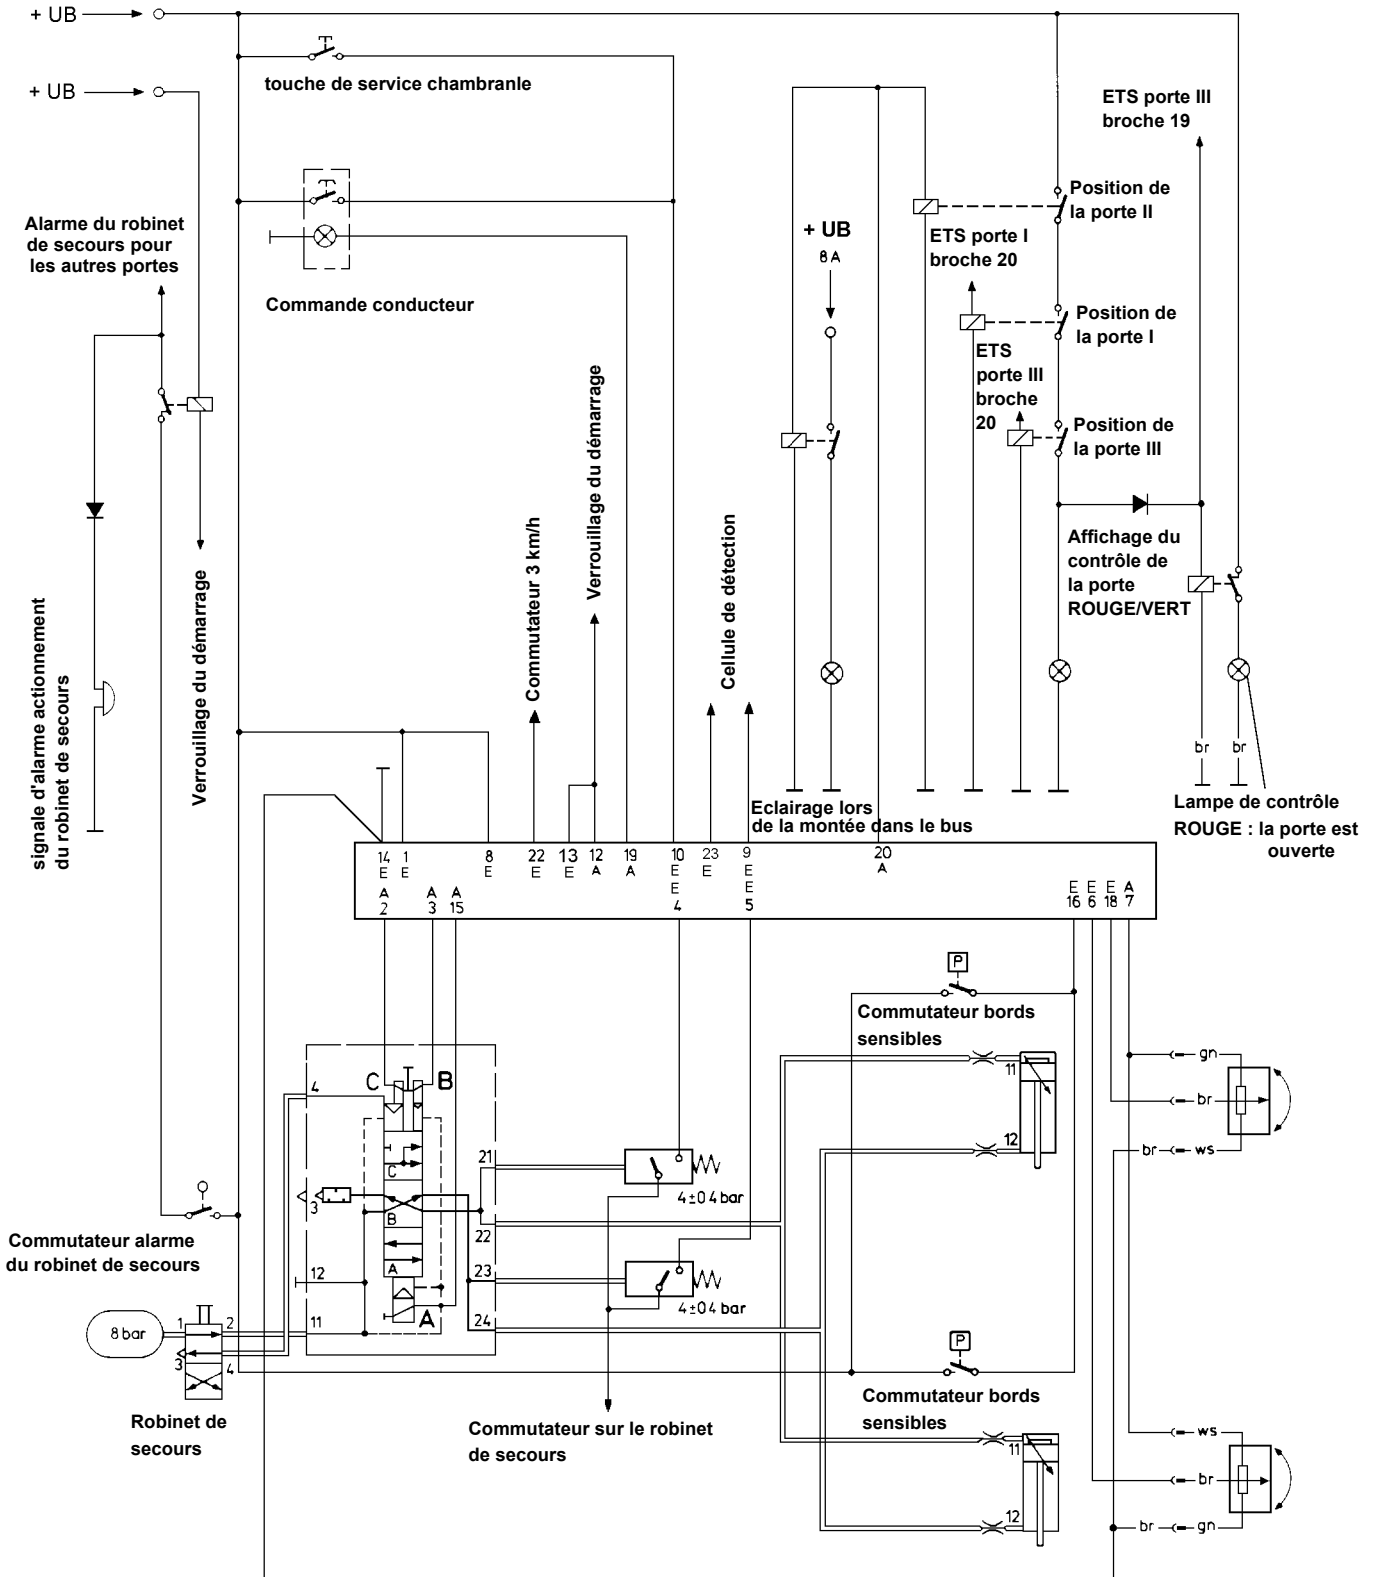 + UB
touche de service chambranle
+ UB
ETS porte III
broche 19
Alarme du robinet
de secours pour
les autres portes
Commande conducteur
+ UB
8 A
ETS porte I
broche 20
Position de
la porte II
Position de
la porte I
ETS
porte III
broche
20
Position de
la porte III
Affichage du
contrôle de
la porte
ROUGE/VERT
signale d'alarme actionnement
du robinet de secours
Verrouillage du démarrage
Commutateur 3 km/h
Verrouillage du démarrage
Cellule de détection
br
br
Eclairage lors
de la montée dans le bus
Lampe de contrôle
ROUGE : la porte est
ouverte
14 1 8 22 13 12 19 10 23 9 20
E E E E E A A E E E A
A A A E E E E E A
2 3 15 4 5 16 6 18 7
P
Commutateur bords
sensibles
4
C
B
11
gn
br
br
ws
12
21
C
4±0,4 bar
3
B
22
Commutateur alarme
du robinet de secours
12
A
23
4±0,4 bar
A
24
11
8 bar
1
2
3
4
P
Robinet de
secours
Commutateur sur le robinet
de secours
Commutateur bords
sensibles
11
ws
br
12
br
gn